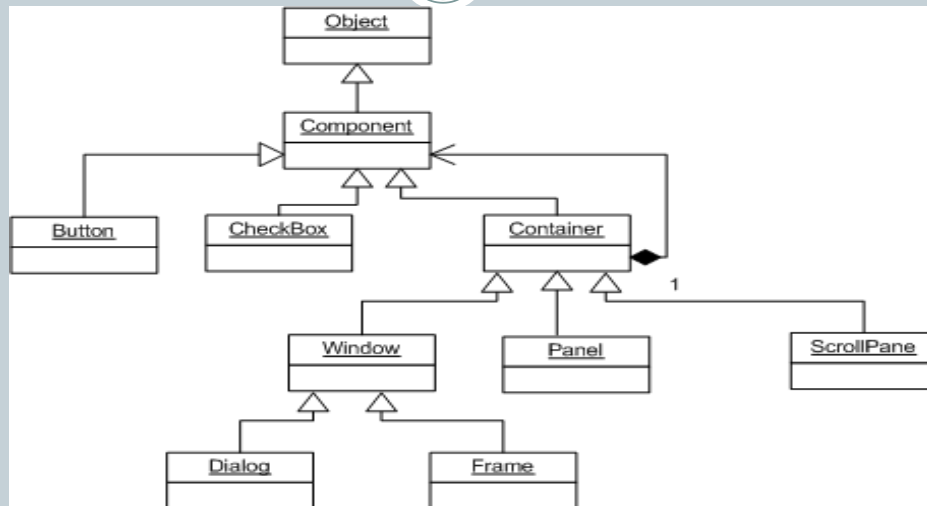 Object
Component
Button
CheckBox
Container
1
Window
Panel
ScrollPane
Dialog
Frame